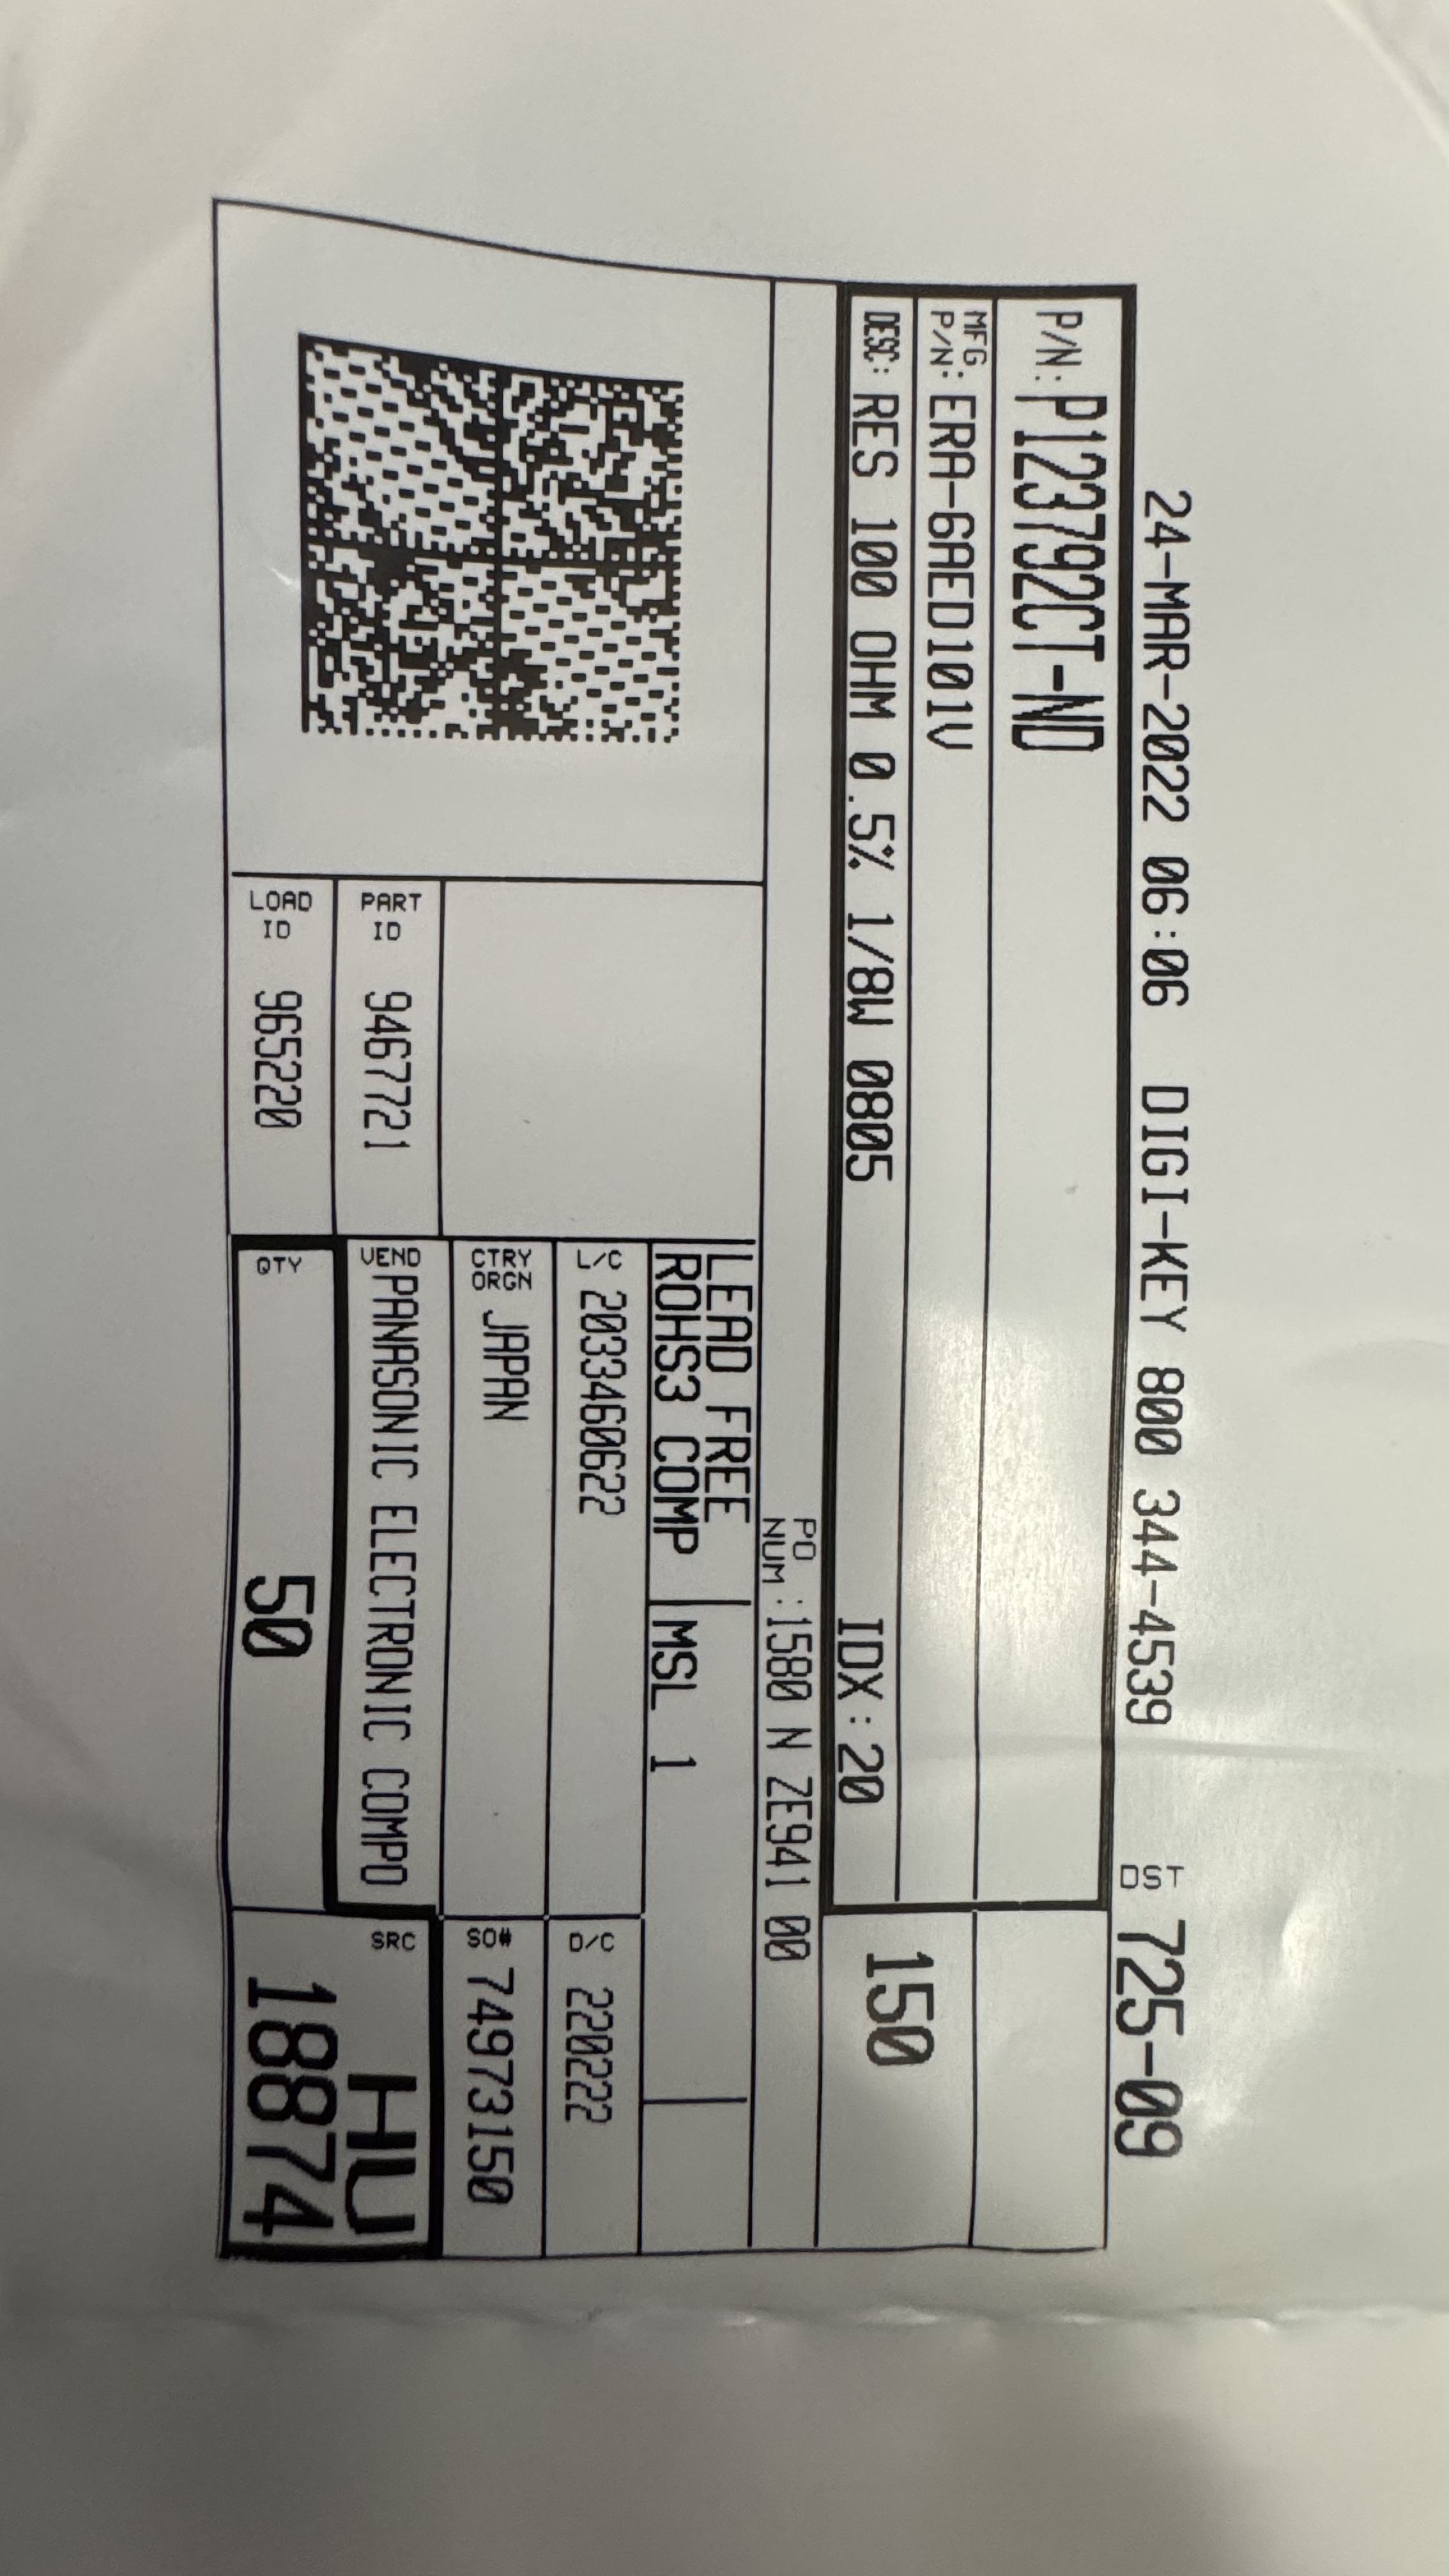 24-MAR-2022 06:06 DIGI-KEY 800 344-4539 DST 725-09
P/N: P123792CT-ND
MFG P/N: ERA-6AED101V
DESC: RES 100 OHM 0.5% 1/8W 0805 IDX:20 150
PO NUM:1580 N ZE941 00
LEAD FREE
ROHS3 COMP MSL 1
L/C 2033460622 D/C 220222
CTRY ORGN JAPAN SO# 74973150
PART ID 9467721 VEND PANASONIC ELECTRONIC COMPO
LOAD ID 965220 QTY 50
SRC HU
18874